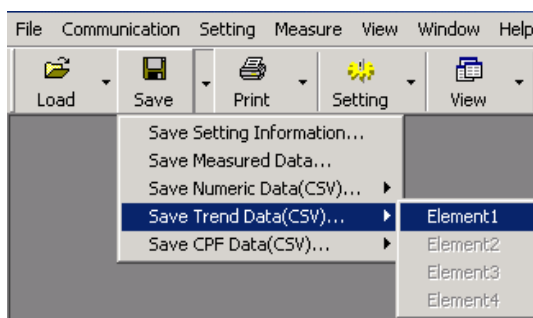 File Communication Setting Measure View Window Help
Load Save Print Setting View
Save Setting Information...
Save Measured Data...
Save Numeric Data(CSV)...
Save Trend Data(CSV)... Element1
Save CPF Data(CSV)... Element2
Element3
Element4